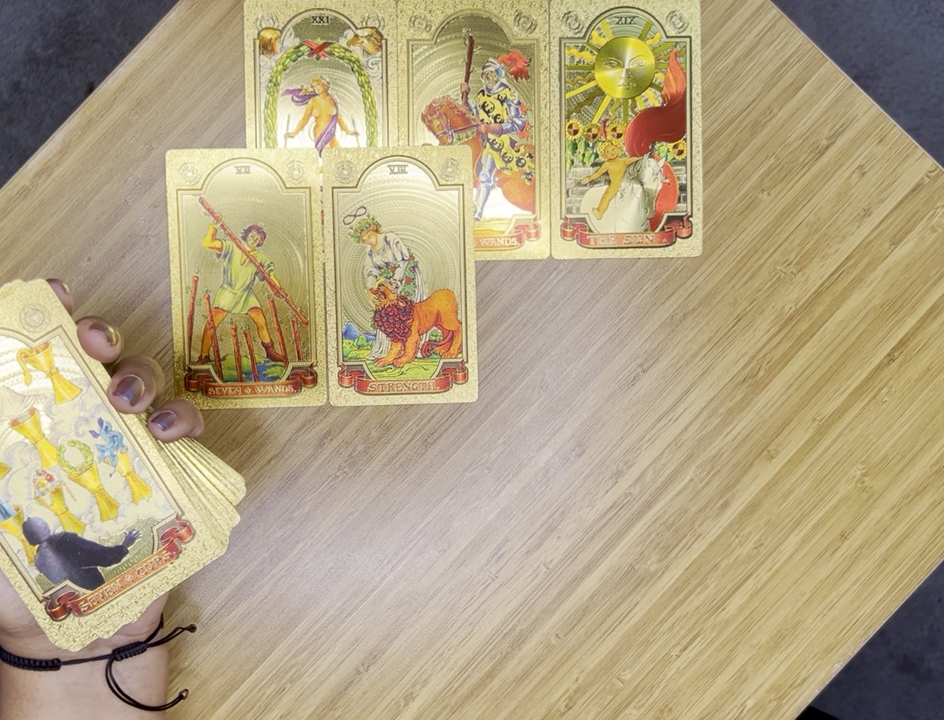 XXI
XIX
WANDS.
THE SUN.
VII
VIII
SEVEN of WANDS.
STRENGTH.
SEVEN of CUPS.